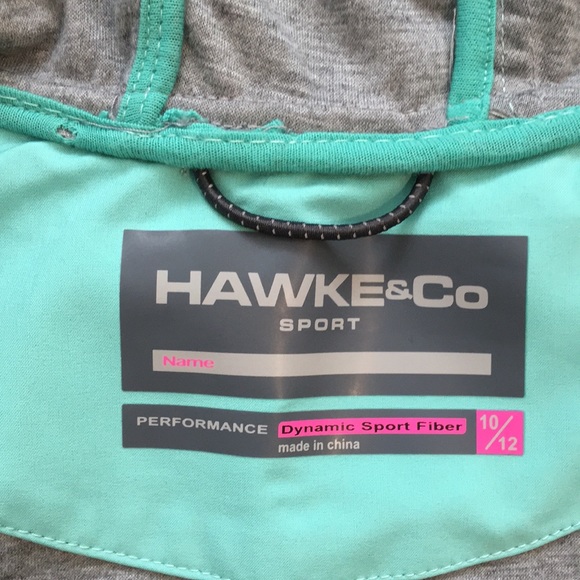 HAWKE&Co
SPORT
Name
PERFORMANCE Dynamic Sport Fiber 10/12
made in china